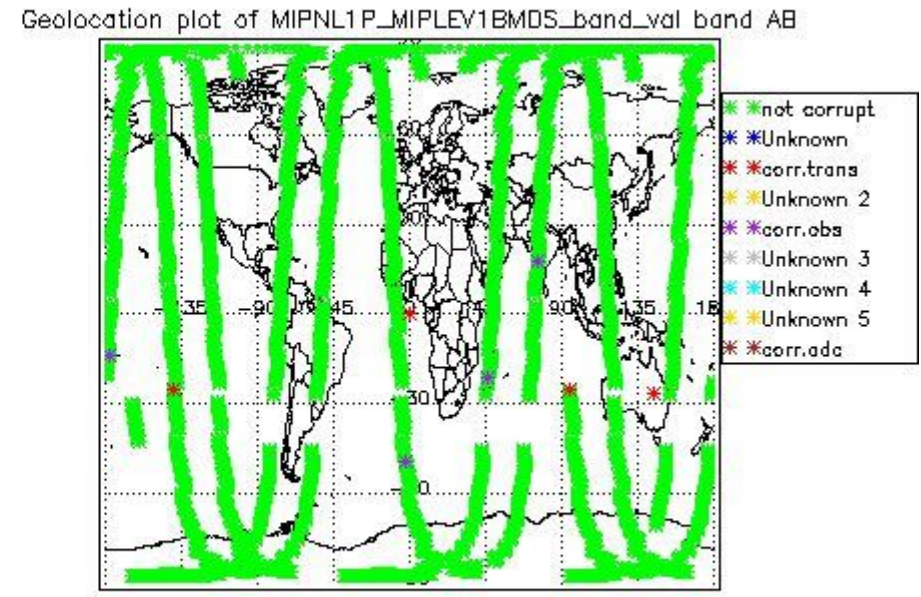 Geolocation plot of MIPNL1P_MIPLEV1BMDS_band_val band AB
not corrupt
Unknown
corr.trans
Unknown 2
corr.obs
Unknown 3
Unknown 4
Unknown 5
corr.adc
60
-135 -90 45 90 135
-30